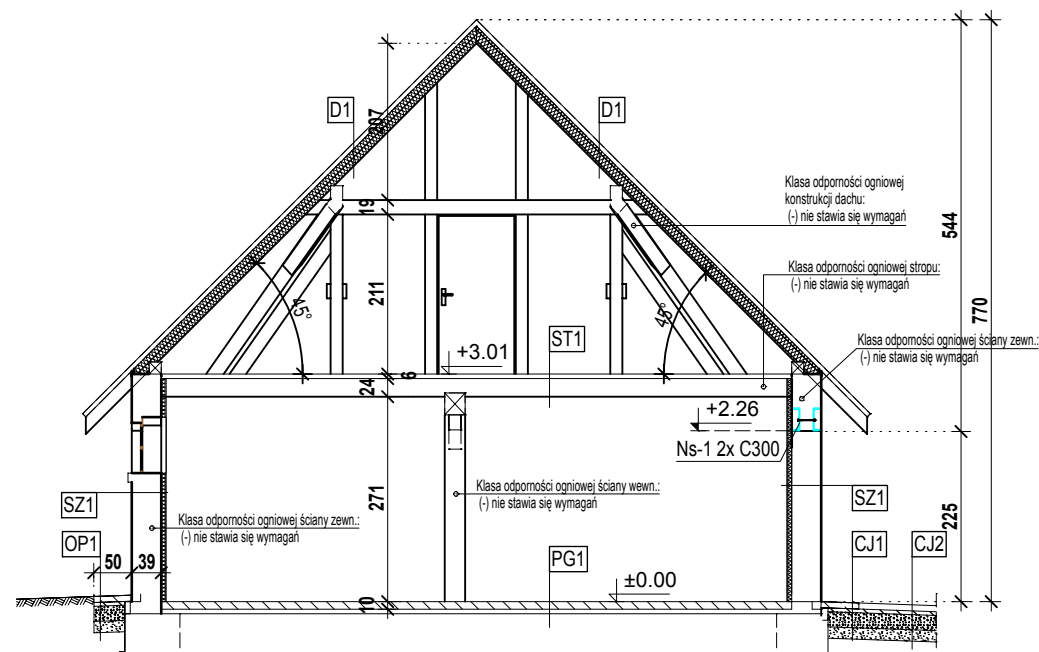 D1
D1
207
Klasa odporności ogniowej
konstrukcji dachu:
(-) nie stawia się wymagań
19
544
Klasa odporności ogniowej stropu:
(-) nie stawia się wymagań
211
45°
45°
770
ST1
Klasa odporności ogniowej ściany zewn.:
(-) nie stawia się wymagań
+3.01
6
24
+2.26
Ns-1 2x C300
Klasa odporności ogniowej ściany wewn.:
(-) nie stawia się wymagań
271
SZ1
SZ1
225
Klasa odporności ogniowej ściany zewn.:
(-) nie stawia się wymagań
OP1
CJ1
CJ2
50
39
PG1
±0.00
10